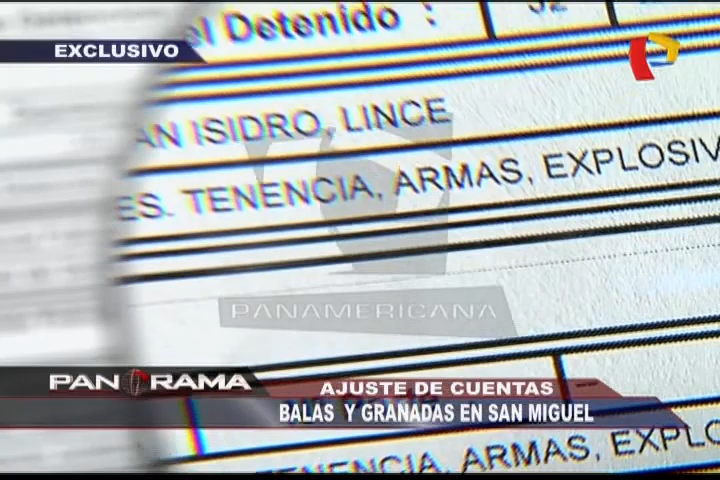 el Detenido :
EXCLUSIVO
AN ISIDRO, LINCE
ES. TENENCIA, ARMAS, EXPLOSIV
PANAMERICANA
PANORAMA
AJUSTE DE CUENTAS
BALAS Y GRANADAS EN SAN MIGUEL
TENENCIA, ARMAS, EXPLO